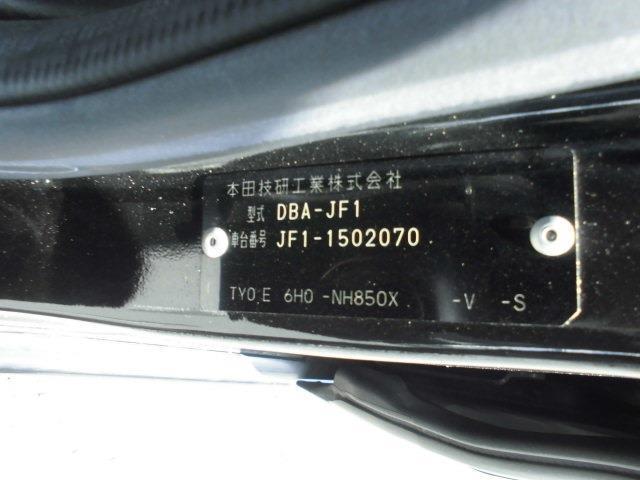 本田技研工業株式会社
型式 DBA-JF1
車台番号 JF1-1502070
TY0 E 6H0 -NH850X -V -S